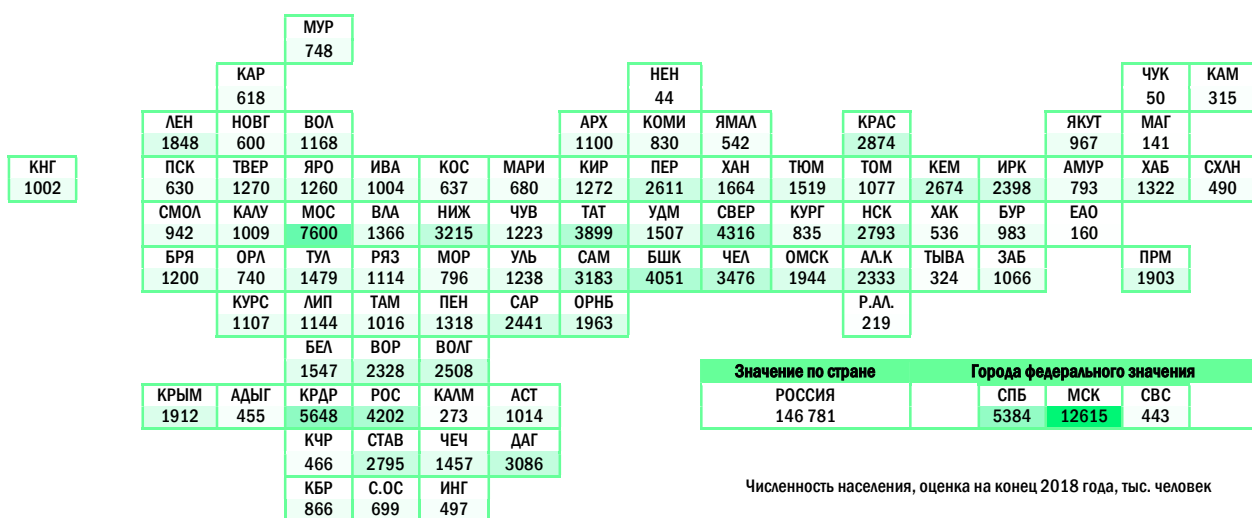 МУР
748
КАР НЕН ЧУК КАМ
618 44 50 315
ЛЕН НОВГ ВОЛ АРХ КОМИ ЯМАЛ КРАС ЯКУТ МАГ
1848 600 1168 1100 830 542 2874 967 141
КНГ ПСК ТВЕР ЯРО ИВА КОС МАРИ КИР ПЕР ХАН ТЮМ ТОМ КЕМ ИРК АМУР ХАБ СХЛН
1002 630 1270 1260 1004 637 680 1272 2611 1664 1519 1077 2674 2398 793 1322 490
СМОЛ КАЛУ МОС ВЛА НИЖ ЧУВ ТАТ УДМ СВЕР КУРГ НСК ХАК БУР ЕАО
942 1009 7600 1366 3215 1223 3899 1507 4316 835 2793 536 983 160
БРЯ ОРЛ ТУЛ РЯЗ МОР УЛЬ САМ БШК ЧЕЛ ОМСК АЛ.К ТЫВА ЗАБ ПРМ
1200 740 1479 1114 796 1238 3183 4051 3476 1944 2333 324 1066 1903
КУРС ЛИП ТАМ ПЕН САР ОРНБ Р.АЛ.
1107 1144 1016 1318 2441 1963 219
БЕЛ ВОР ВОЛГ
1547 2328 2508
Значение по стране Города федерального значения
КРЫМ АДЫГ КРДР РОС КАЛМ АСТ РОССИЯ СПБ МСК СВС
1912 455 5648 4202 273 1014 146 781 5384 12615 443
КЧР СТАВ ЧЕЧ ДАГ
466 2795 1457 3086
КБР С.ОС ИНГ
866 699 497
Численность населения, оценка на конец 2018 года, тыс. человек